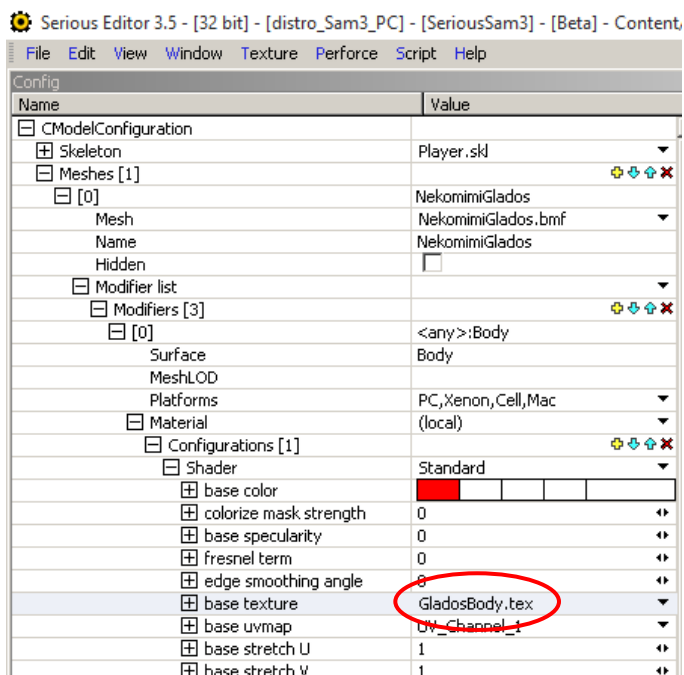 Serious Editor 3.5 - [32 bit] - [distro_Sam3_PC] - [SeriousSam3] - [Beta] - Content/
File Edit View Window Texture Perforce Script Help
Config
Name Value
CModelConfiguration
Skeleton Player.skl
Meshes [1]
[0] NekomimiGlados
Mesh NekomimiGlados.bmf
Name NekomimiGlados
Hidden
Modifier list
Modifiers [3]
[0] <any>:Body
Surface Body
MeshLOD
Platforms PC,Xenon,Cell,Mac
Material (local)
Configurations [1]
Shader Standard
base color
colorize mask strength 0
base specularity 0
fresnel term 0
edge smoothing angle 0
base texture GladosBody.tex
base uvmap UV_Channel_1
base stretch U 1
base stretch V 1